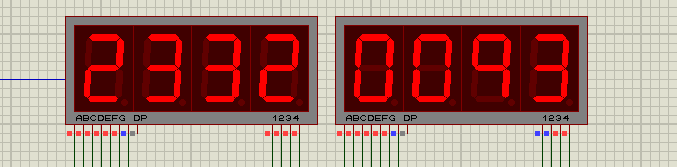 2332 0093
ABCDEFG DP 1234 ABCDEFG DP 1234